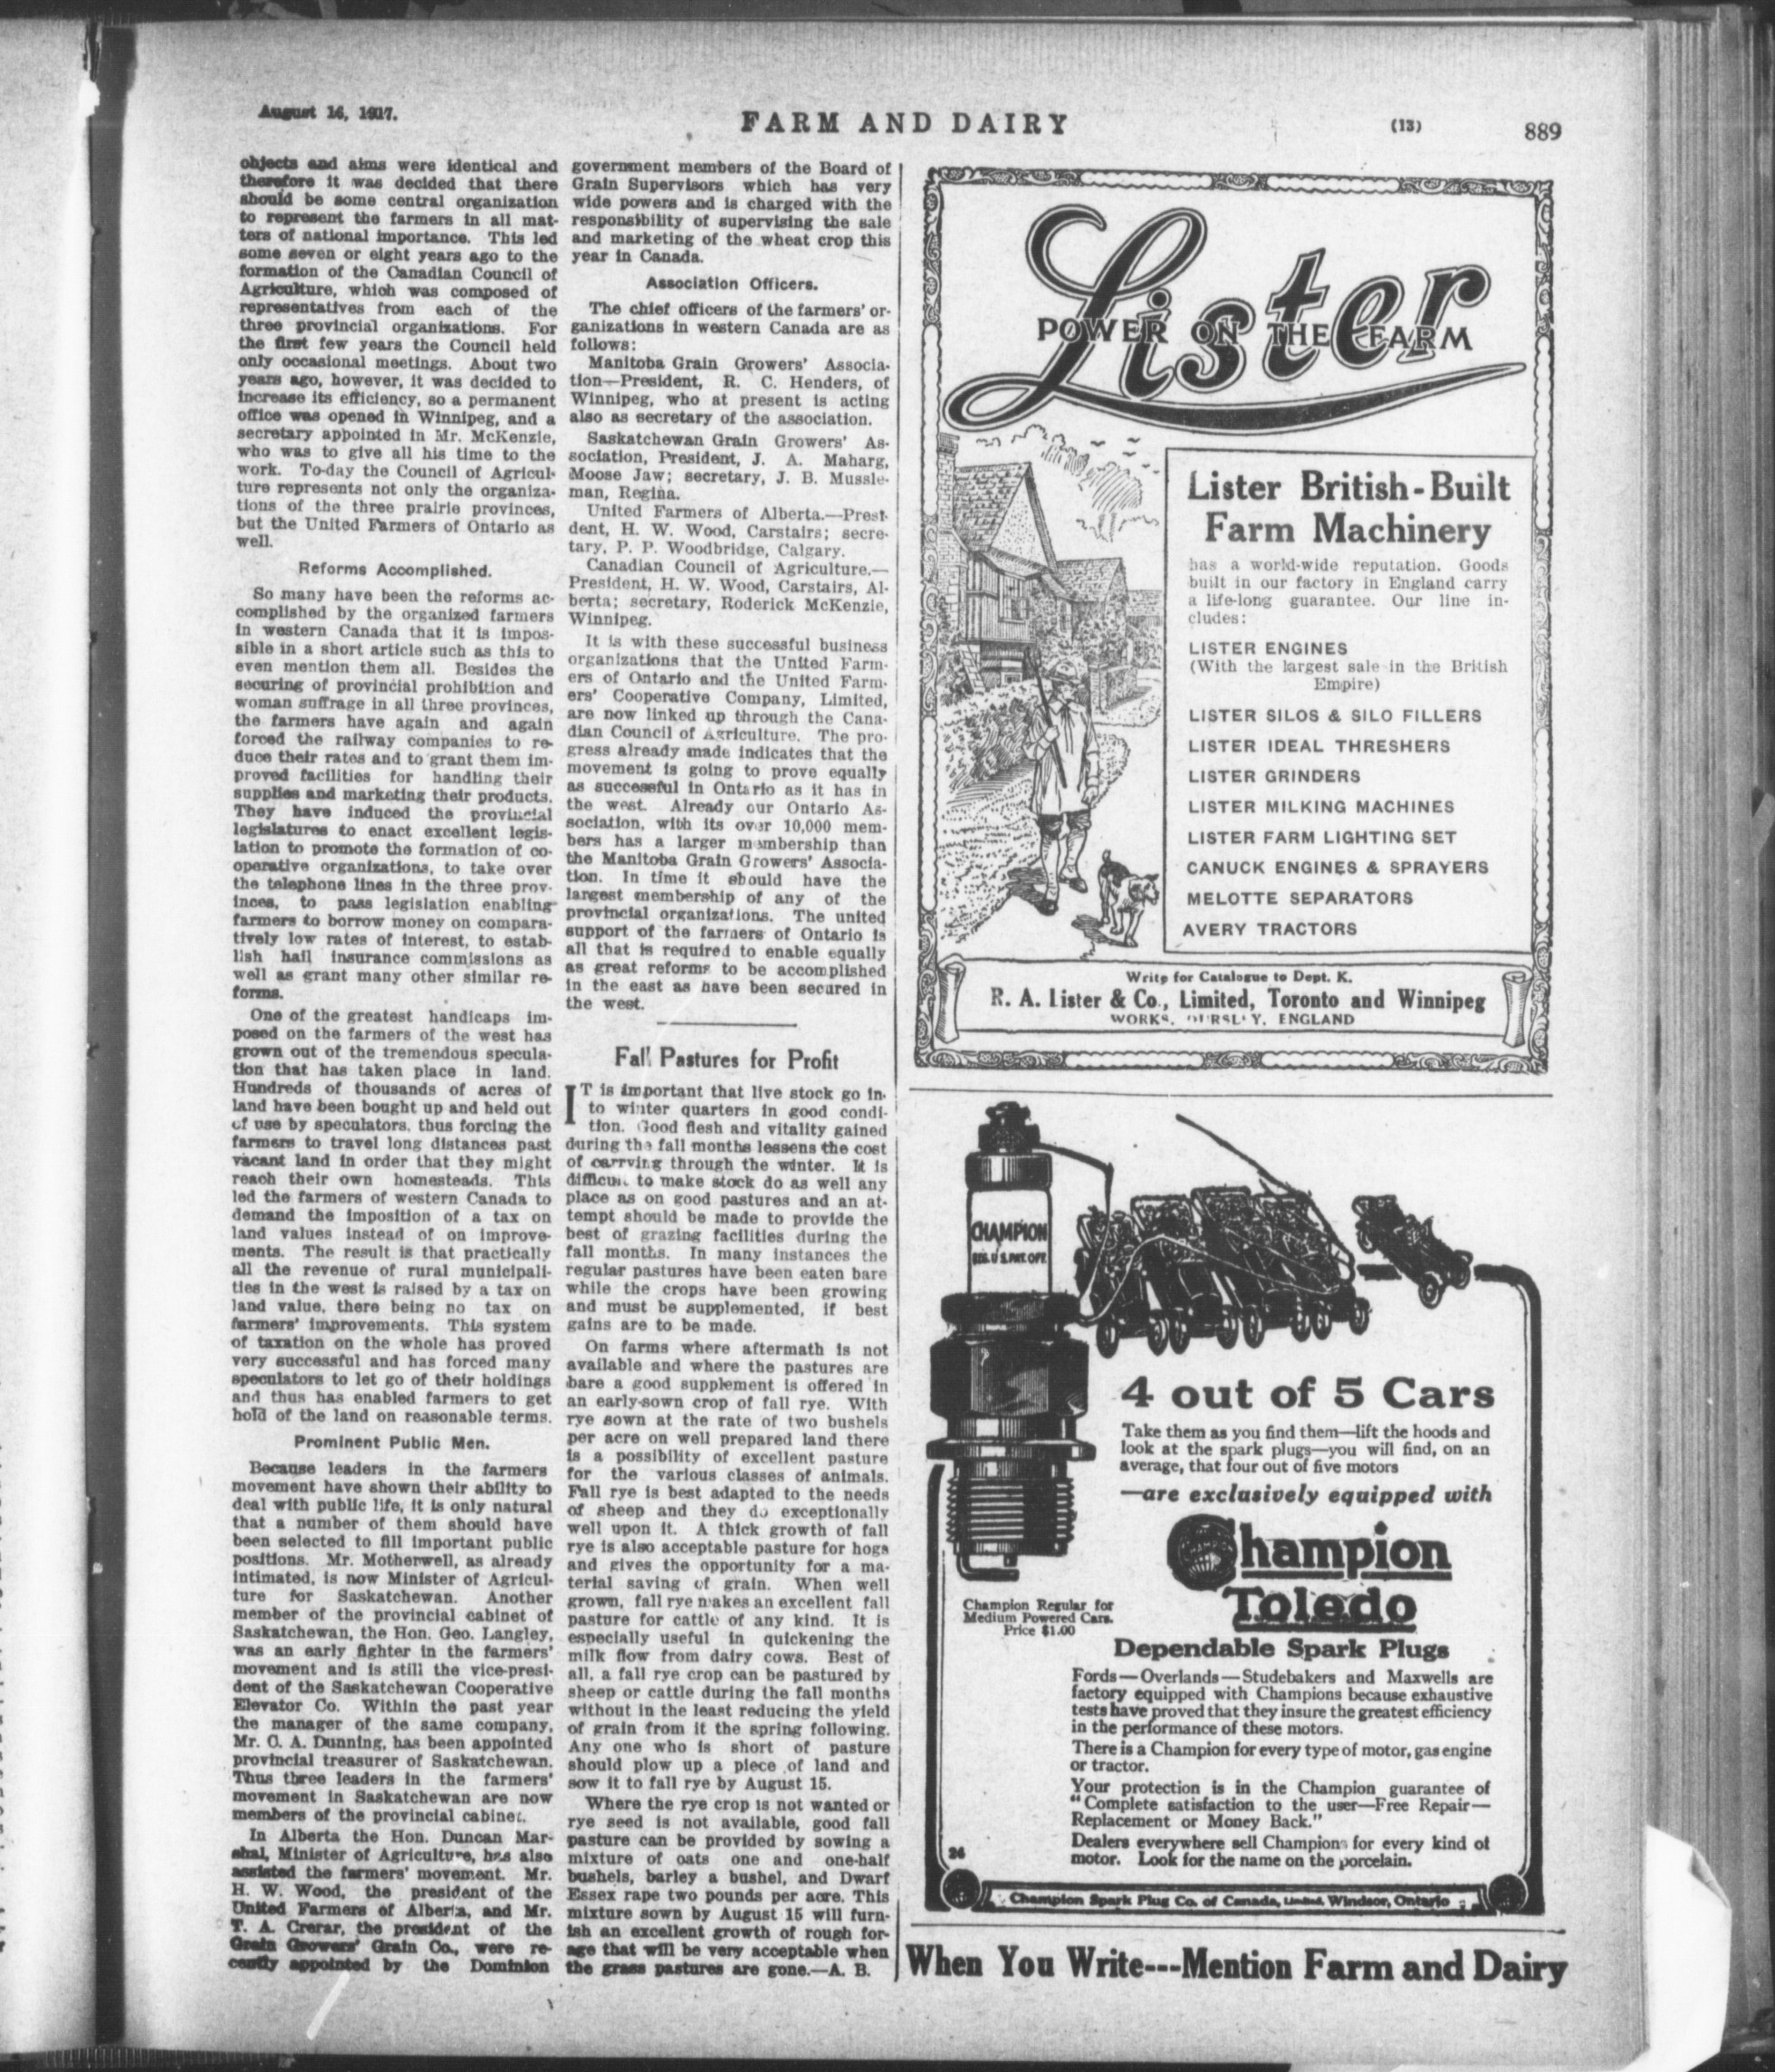 August 16, 1917.
FARM AND DAIRY
(13)
889
objects and aims were identical and
therefore it was decided that there
should be some central organization
to represent the farmers in all mat-
ters of national importance. This led
some seven or eight years ago to the
formation of the Canadian Council of
Agriculture, which was composed of
representatives from each of the
three provincial organizations. For
the first few years the Council held
only occasional meetings. About two
years ago, however, it was decided to
increase its efficiency, so a permanent
office was opened in Winnipeg, and a
secretary appointed in Mr. McKenzie,
who was to give all his time to the
work. To-day the Council of Agricul-
ture represents not only the organiza-
tions of the three prairie provinces,
but the United Farmers of Ontario as
well.
Reforms Accomplished.
So many have been the reforms ac-
complished by the organized farmers
in western Canada that it is impos-
sible in a short article such as this to
even mention them all. Besides the
securing of provincial prohibition and
woman suffrage in all three provinces,
the farmers have again and again
forced the railway companies to re-
duce their rates and to grant them im-
proved facilities for handling their
supplies and marketing their products.
They have induced the provincial
legislatures to enact excellent legis-
lation to promote the formation of co-
operative organizations, to take over
the telephone lines in the three prov-
inces, to pass legislation enabling
farmers to borrow money on compara-
tively low rates of interest, to estab-
lish hail insurance commissions as
well as grant many other similar re-
forms.
One of the greatest handicaps im-
posed on the farmers of the west has
grown out of the tremendous specula-
tion that has taken place in land.
Hundreds of thousands of acres of
land have been bought up and held out
of use by speculators, thus forcing the
farmers to travel long distances past
vacant land in order that they might
reach their own homesteads. This
led the farmers of western Canada to
demand the imposition of a tax on
land values instead of on improve-
ments. The result is that practically
all the revenue of rural municipali-
ties in the west is raised by a tax on
land value, there being no tax on
farmers' improvements. This system
of taxation on the whole has proved
very successful and has forced many
speculators to let go of their holdings
and thus has enabled farmers to get
hold of the land on reasonable terms.
Prominent Public Men.
Because leaders in the farmers
movement have shown their ability to
deal with public life, it is only natural
that a number of them should have
been selected to fill important public
positions. Mr. Motherwell, as already
intimated, is now Minister of Agricul-
ture for Saskatchewan. Another
member of the provincial cabinet of
Saskatchewan, the Hon. Geo. Langley,
was an early fighter in the farmers'
movement and is still the vice-presi-
dent of the Saskatchewan Cooperative
Elevator Co. Within the past year
the manager of the same company,
Mr. C. A. Dunning, has been appointed
provincial treasurer of Saskatchewan.
Thus three leaders in the farmers'
movement in Saskatchewan are now
members of the provincial cabinet.
In Alberta the Hon. Duncan Mar-
shal, Minister of Agriculture, has also
assisted the farmers' movement. Mr.
H. W. Wood, the president of the
United Farmers of Alberta, and Mr.
T. A. Crerar, the president of the
Grain Growers' Grain Co., were re-
cently appointed by the Dominion
government members of the Board of
Grain Supervisors which has very
wide powers and is charged with the
responsibility of supervising the sale
and marketing of the wheat crop this
year in Canada.
Association Officers.
The chief officers of the farmers' or-
ganizations in western Canada are as
follows:
Manitoba Grain Growers' Associa-
tion—President, R. C. Henders, of
Winnipeg, who at present is acting
also as secretary of the association.
Saskatchewan Grain Growers' As-
sociation, President, J. A. Maharg,
Moose Jaw; secretary, J. B. Mussle-
man, Regina.
United Farmers of Alberta.—Presi-
dent, H. W. Wood, Carstairs; secre-
tary, P. P. Woodbridge, Calgary.
Canadian Council of Agriculture.—
President, H. W. Wood, Carstairs, Al-
berta; secretary, Roderick McKenzie,
Winnipeg.
It is with these successful business
organizations that the United Farm-
ers of Ontario and the United Farm-
ers' Cooperative Company, Limited,
are now linked up through the Cana-
dian Council of Agriculture. The pro-
gress already made indicates that the
movement is going to prove equally
as successful in Ontario as it has in
the west. Already our Ontario As-
sociation, with its over 10,000 mem-
bers has a larger membership than
the Manitoba Grain Growers' Associa-
tion. In time it should have the
largest membership of any of the
provincial organizations. The united
support of the farmers of Ontario is
all that is required to enable equally
as great reforms to be accomplished
in the east as have been secured in
the west.
Fall Pastures for Profit
IT is important that live stock go in-
to winter quarters in good condi-
tion. Good flesh and vitality gained
during the fall months lessens the cost
of carrying through the winter. It is
difficult to make stock do as well any
place as on good pastures and an at-
tempt should be made to provide the
best of grazing facilities during the
fall months. In many instances the
regular pastures have been eaten bare
while the crops have been growing
and must be supplemented, if best
gains are to be made.
On farms where aftermath is not
available and where the pastures are
bare a good supplement is offered in
an early-sown crop of fall rye. With
rye sown at the rate of two bushels
per acre on well prepared land there
is a possibility of excellent pasture
for the various classes of animals.
Fall rye is best adapted to the needs
of sheep and they do exceptionally
well upon it. A thick growth of fall
rye is also acceptable pasture for hogs
and gives the opportunity for a ma-
terial saving of grain. When well
grown, fall rye makes an excellent fall
pasture for cattle of any kind. It is
especially useful in quickening the
milk flow from dairy cows. Best of
all, a fall rye crop can be pastured by
sheep or cattle during the fall months
without in the least reducing the yield
of grain from it the spring following.
Any one who is short of pasture
should plow up a piece of land and
sow it to fall rye by August 15.
Where the rye crop is not wanted or
rye seed is not available, good fall
pasture can be provided by sowing a
mixture of oats one and one-half
bushels, barley a bushel, and Dwarf
Essex rape two pounds per acre. This
mixture sown by August 15 will furn-
ish an excellent growth of rough for-
age that will be very acceptable when
the grass pastures are gone.—A. B.
Lister
POWER ON THE FARM
Lister British-Built
Farm Machinery
has a world-wide reputation. Goods
built in our factory in England carry
a life-long guarantee. Our line in-
cludes:
LISTER ENGINES
(With the largest sale in the British
Empire)
LISTER SILOS & SILO FILLERS
LISTER IDEAL THRESHERS
LISTER GRINDERS
LISTER MILKING MACHINES
LISTER FARM LIGHTING SET
CANUCK ENGINES & SPRAYERS
MELOTTE SEPARATORS
AVERY TRACTORS
Write for Catalogue to Dept. K.
R. A. Lister & Co., Limited, Toronto and Winnipeg
WORKS, DURSLEY, ENGLAND
CHAMPION
REG. U.S. PAT. OFF.
4 out of 5 Cars
Take them as you find them—lift the hoods and
look at the spark plugs—you will find, on an
average, that four out of five motors
—are exclusively equipped with
Champion
Toledo
Champion Regular for
Medium Powered Cars.
Price $1.00
Dependable Spark Plugs
Fords—Overlands—Studebakers and Maxwells are
factory equipped with Champions because exhaustive
tests have proved that they insure the greatest efficiency
in the performance of these motors.
There is a Champion for every type of motor, gas engine
or tractor.
Your protection is in the Champion guarantee of
"Complete satisfaction to the user—Free Repair—
Replacement or Money Back."
Dealers everywhere sell Champions for every kind of
motor. Look for the name on the porcelain.
24
Champion Spark Plug Co. of Canada, Limited, Windsor, Ontario
When You Write---Mention Farm and Dairy